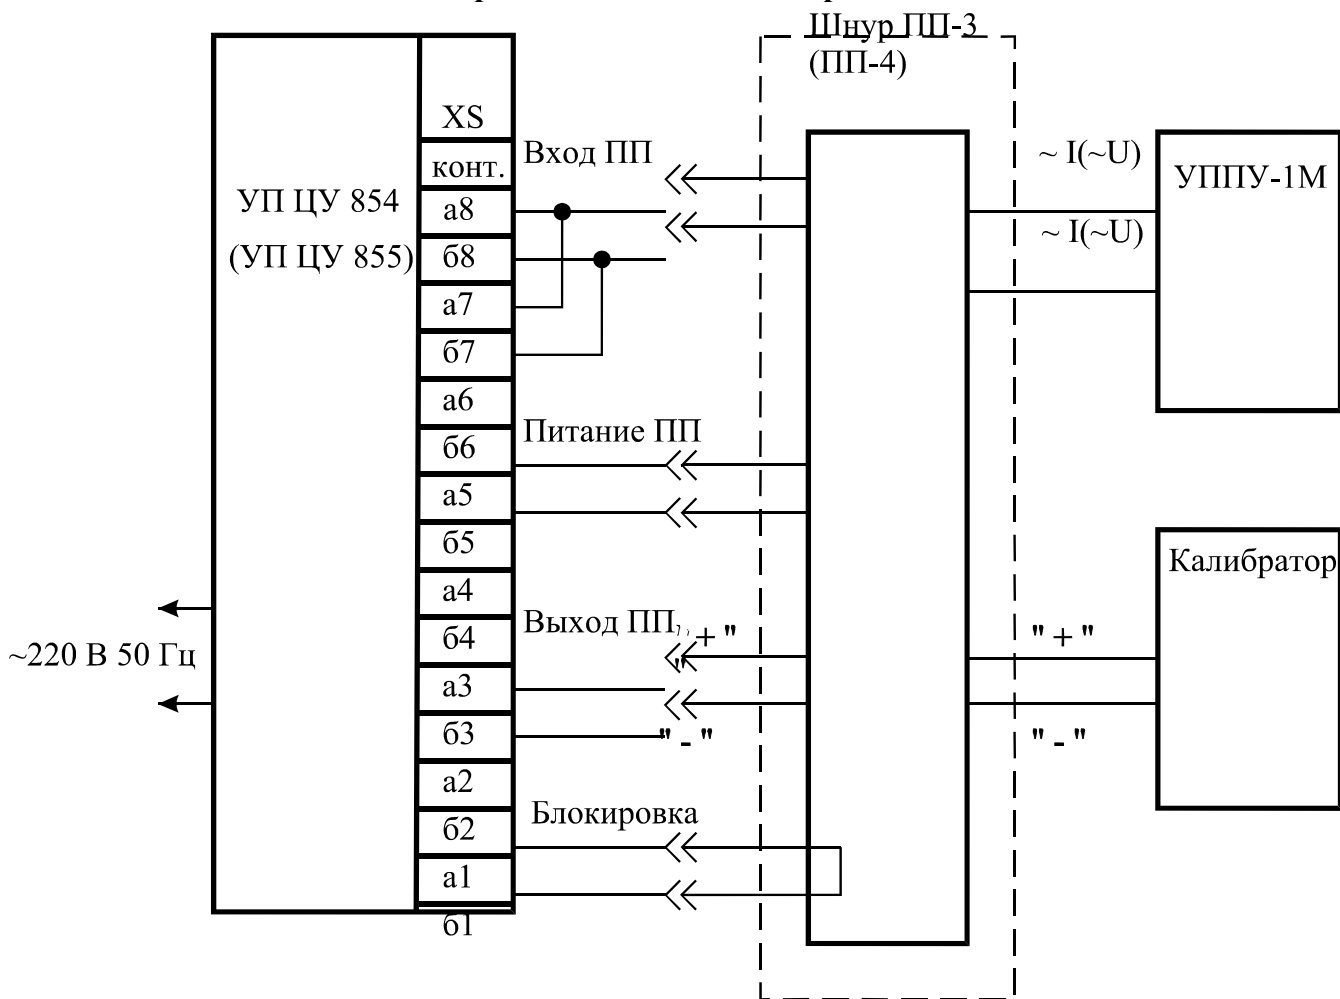 Шнур ПП-3
(ПП-4)
XS
конт.
УП ЦУ 854
(УП ЦУ 855)
а8
б8
а7
б7
а6
б6
а5
б5
а4
б4
а3
б3
а2
б2
а1
б1
Вход ПП
Питание ПП
Выход ПП
" + "
" - "
Блокировка
~220 В 50 Гц
~ I(~U)
~ I(~U)
УППУ-1М
Калибратор
" + "
" - "